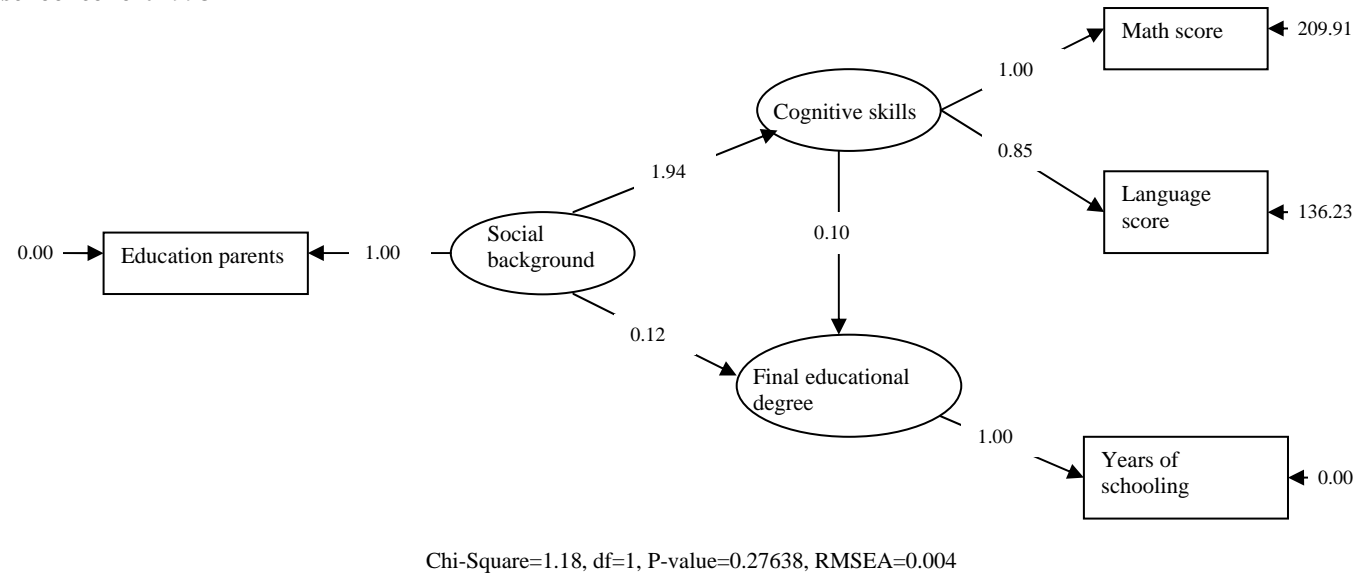 Math score
209.91
1.00
Cognitive skills
0.85
1.94
Language
score
136.23
0.10
Social
background
0.00
Education parents
1.00
0.12
Final educational
degree
1.00
Years of
schooling
0.00
Chi-Square=1.18, df=1, P-value=0.27638, RMSEA=0.004